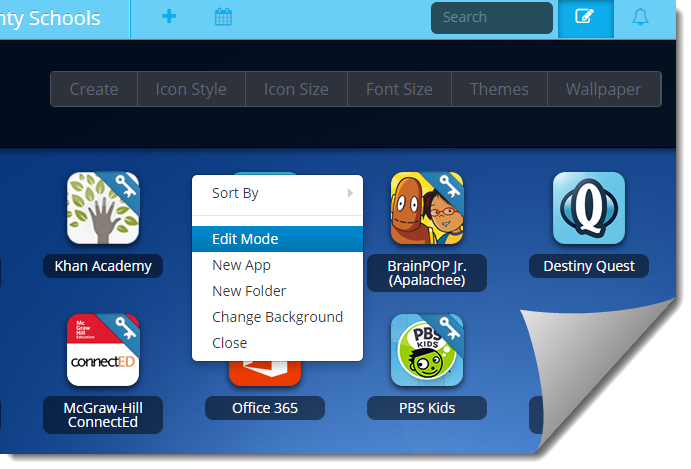 nty Schools
Search
Create
Icon Style
Icon Size
Font Size
Themes
Wallpaper
Sort By
Edit Mode
New App
New Folder
Change Background
Close
Khan Academy
BrainPOP Jr.
(Apalachee)
Q
Destiny Quest
Mc
Graw
Hill
Education
connectED
McGraw-Hill
ConnectEd
Office 365
PBS
KIDS
PBS Kids